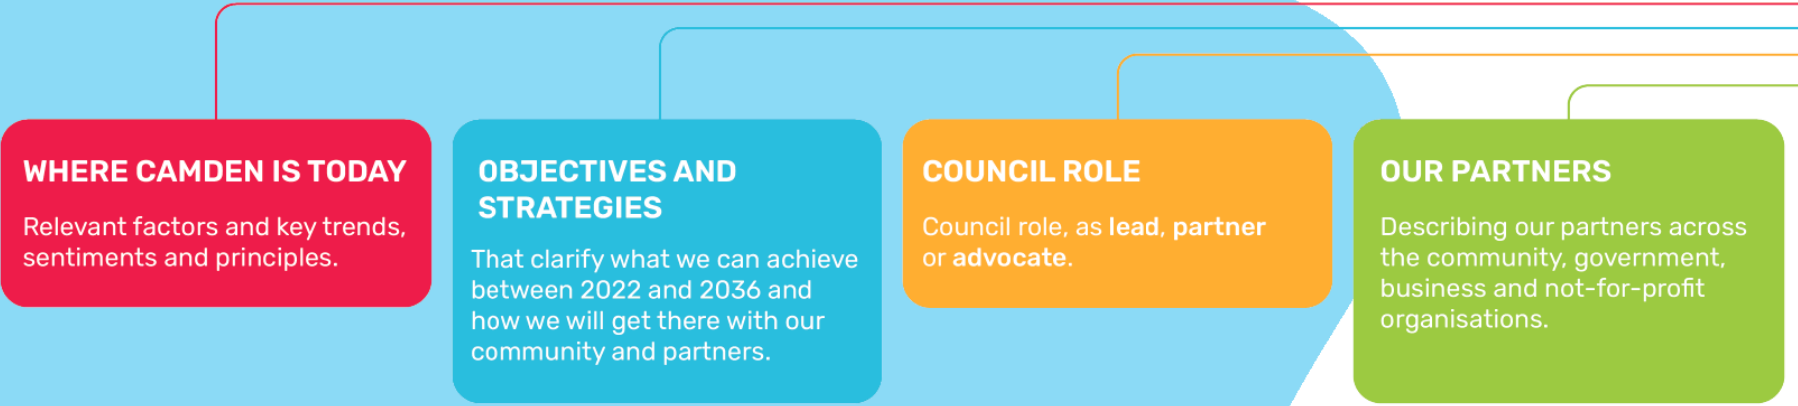 WHERE CAMDEN IS TODAY
Relevant factors and key trends,
sentiments and principles.
OBJECTIVES AND
STRATEGIES
That clarify what we can achieve
between 2022 and 2036 and
how we will get there with our
community and partners.
COUNCIL ROLE
Council role, as lead, partner
or advocate.
OUR PARTNERS
Describing our partners across
the community, government,
business and not-for-profit
organisations.